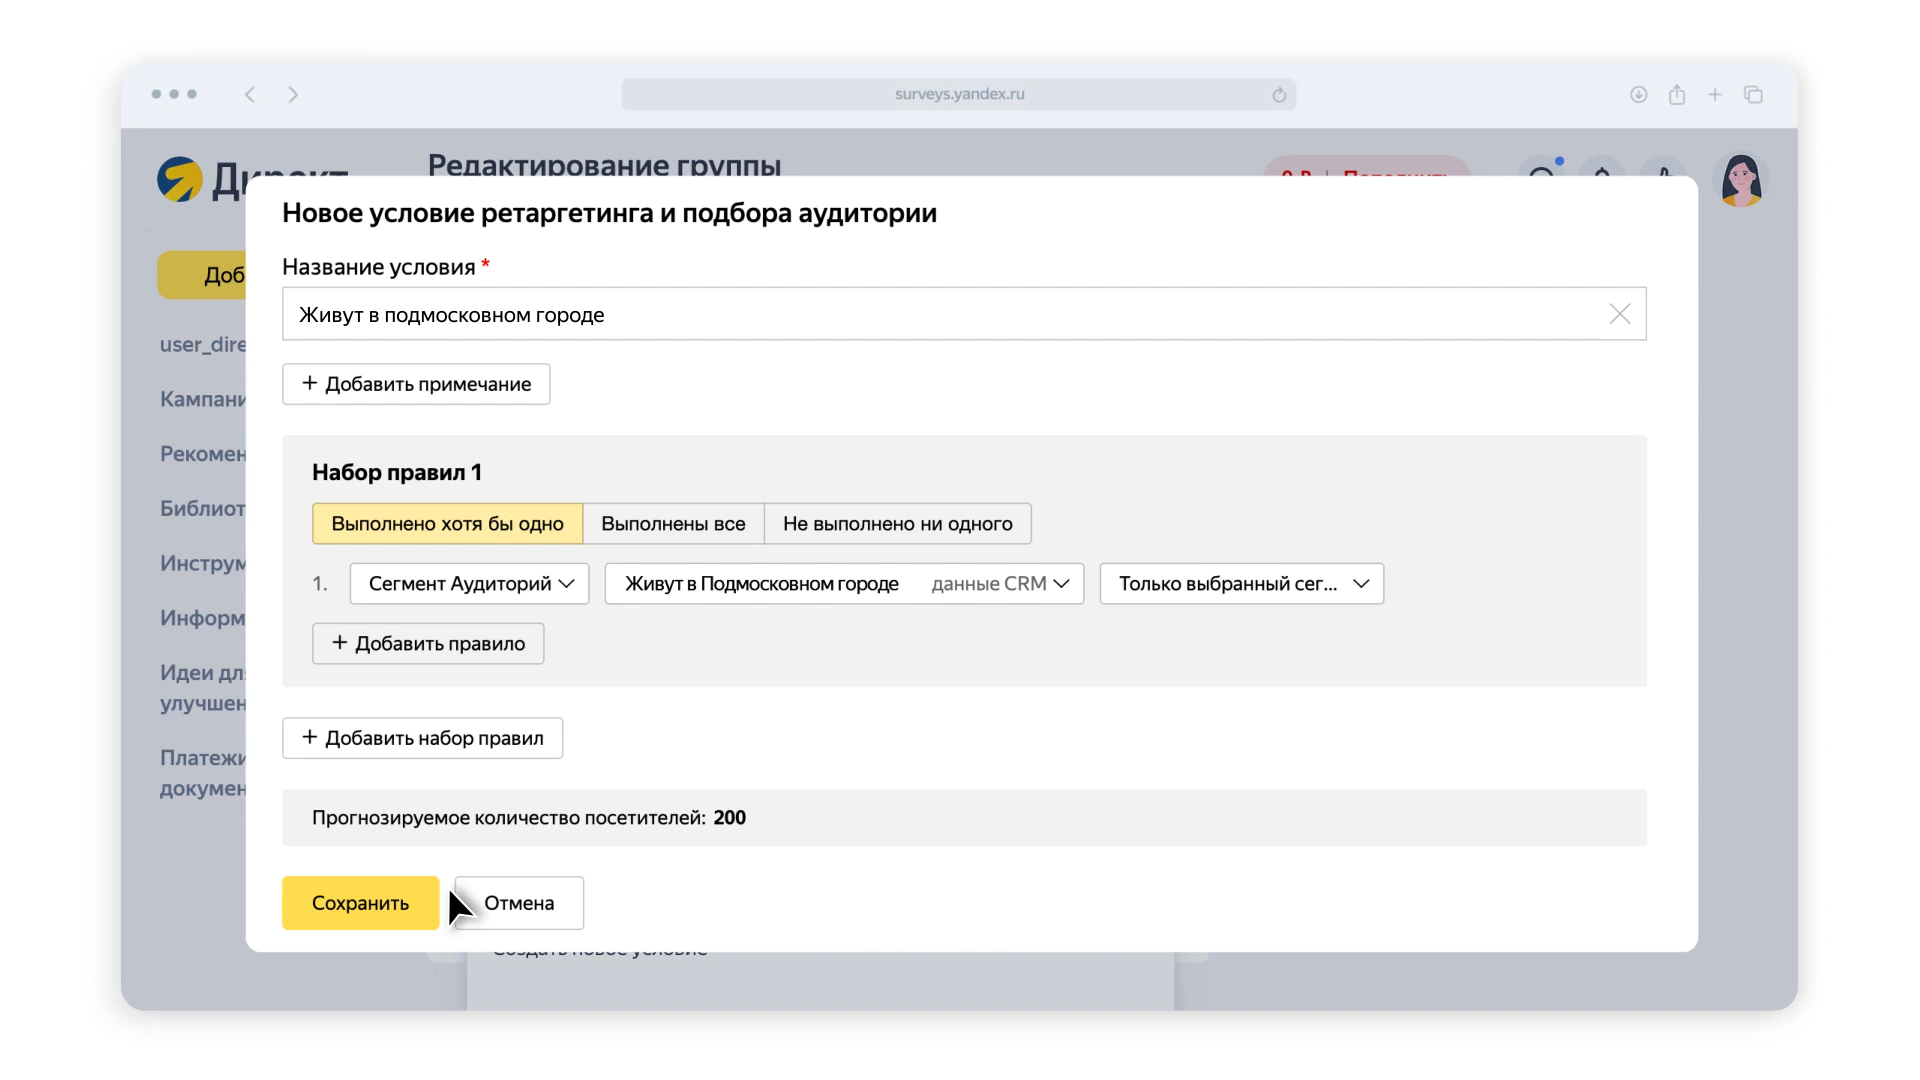 surveys.yandex.ru
Редактирование группы
Новое условие ретаргетинга и подбора аудитории
Название условия *
Живут в подмосковном городе
+ Добавить примечание
Набор правил 1
Выполнено хотя бы одно Выполнены все Не выполнено ни одного
1. Сегмент Аудиторий Живут в Подмосковном городе данные CRM Только выбранный сег...
+ Добавить правило
+ Добавить набор правил
Прогнозируемое количество посетителей: 200
Сохранить Отмена
Доб
user_dire
Кампани
Рекомен
Библиот
Инструм
Информ
Идеи дл
улучшен
Платежи
докумен